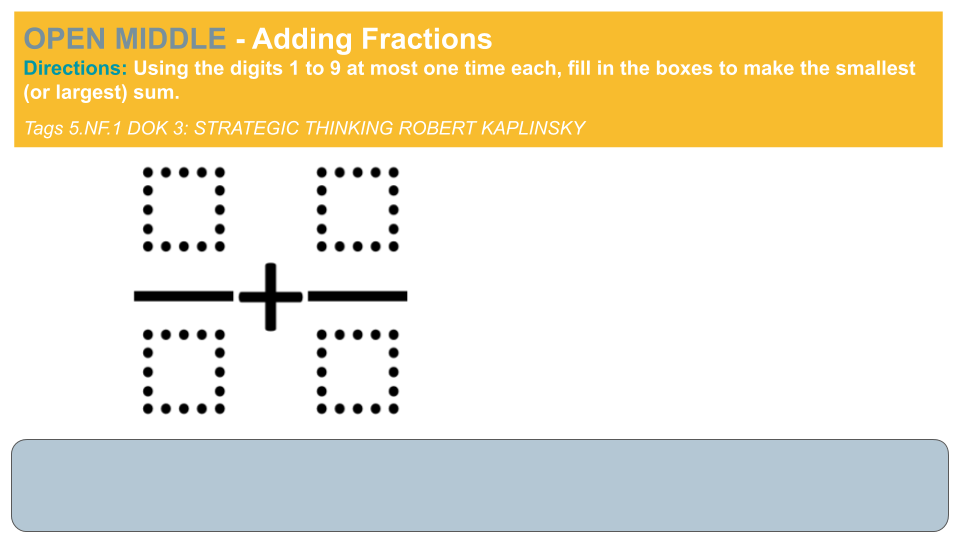 OPEN MIDDLE - Adding Fractions
Directions: Using the digits 1 to 9 at most one time each, fill in the boxes to make the smallest
(or largest) sum.
Tags 5.NF.1 DOK 3: STRATEGIC THINKING ROBERT KAPLINSKY
+